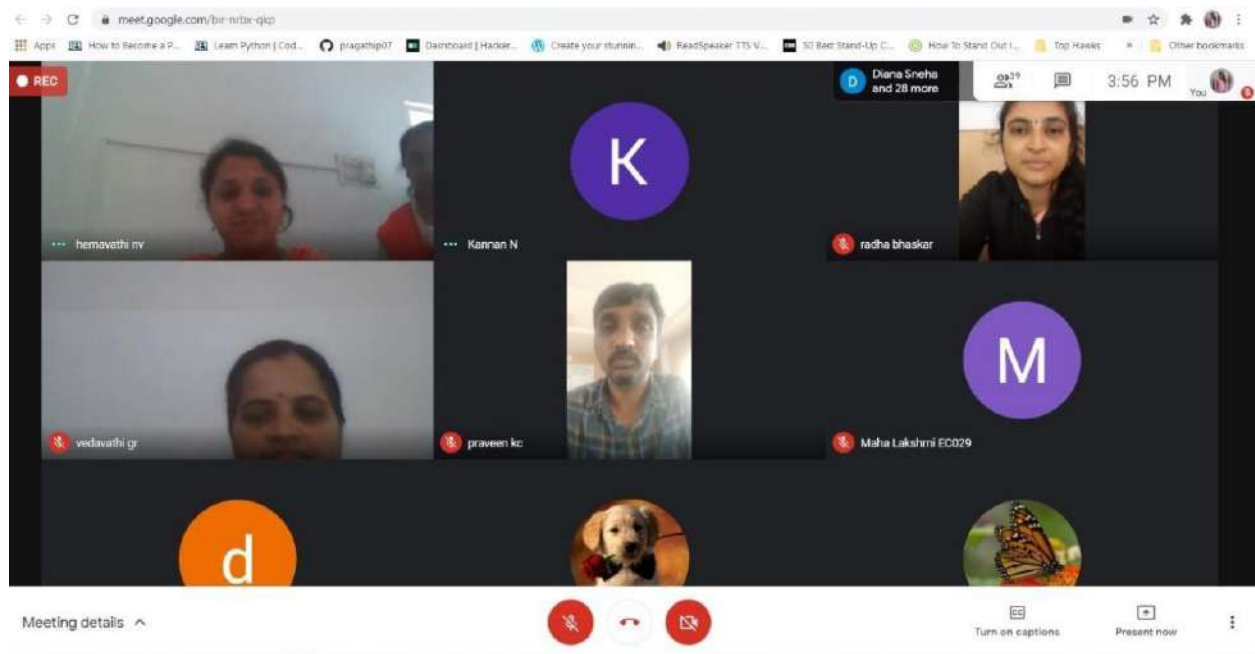 meet.google.com/bir-nrbx-qkp
Apps How to Become a P... Learn Python | Cod... pragathip07 Dashboard | Hacker... Create your stunnin... ReadSpeaker TTS V... 50 Best Stand-Up C... How To Stand Out I... Top Hawks » Other bookmarks
REC
D Diana Sneha and 28 more
39
3:56 PM
You
K
hemavathi nv
Kannan N
radha bhaskar
M
vedavathi gr
praveen kc
Maha Lakshmi EC029
d
Meeting details
CC
Turn on captions
Present now